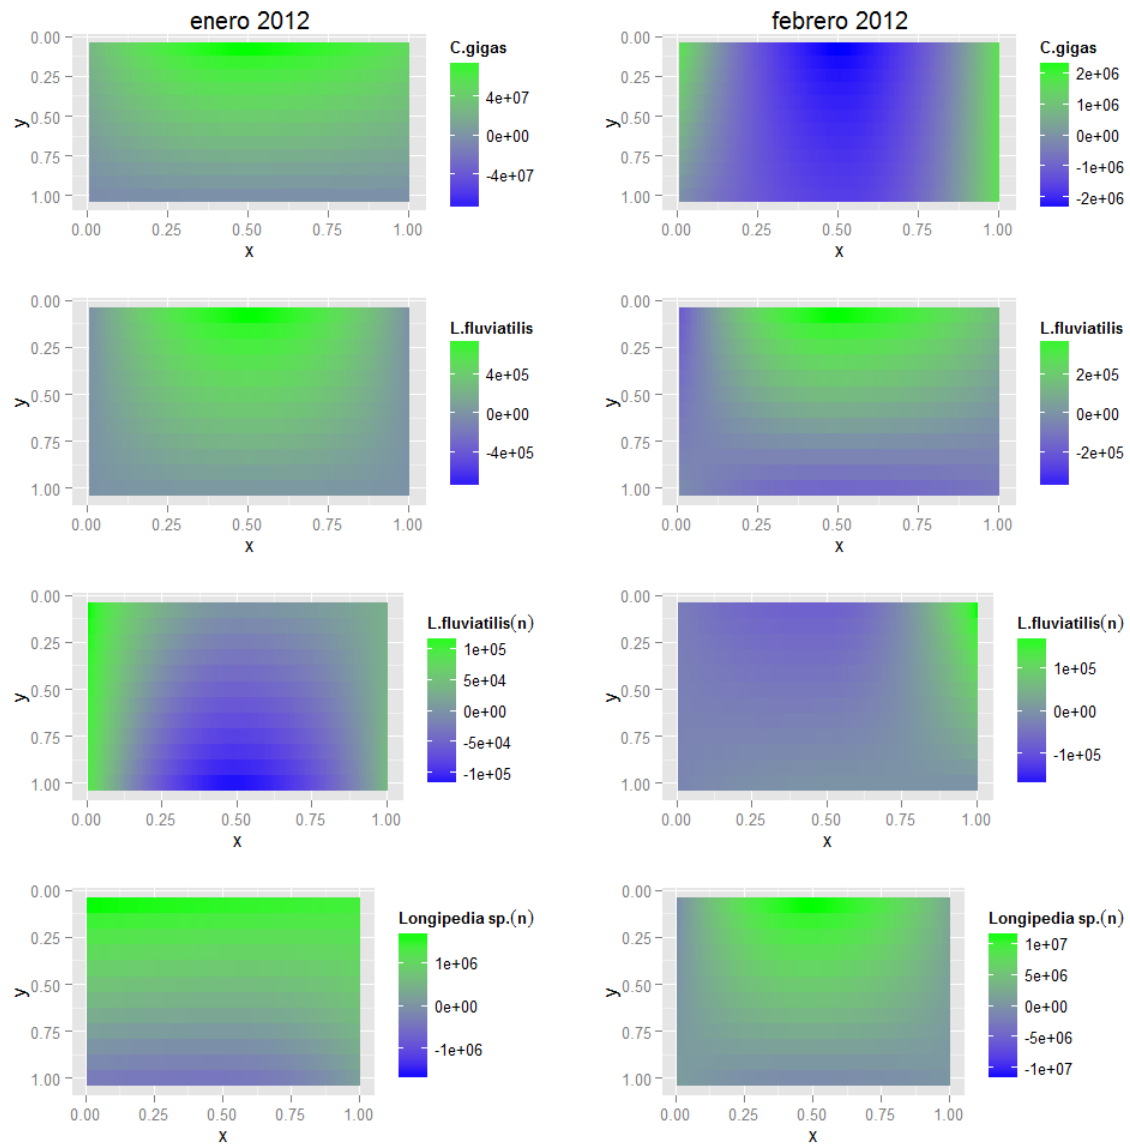 enero 2012
febrero 2012
0.00
0.25
0.50
0.75
1.00
y
0.00 0.25 0.50 0.75 1.00
x
C.gigas
4e+07
0e+00
-4e+07
0.00
0.25
0.50
0.75
1.00
y
0.00 0.25 0.50 0.75 1.00
x
C.gigas
2e+06
1e+06
0e+00
-1e+06
-2e+06
0.00
0.25
0.50
0.75
1.00
y
0.00 0.25 0.50 0.75 1.00
x
L.fluviatilis
4e+05
0e+00
-4e+05
0.00
0.25
0.50
0.75
1.00
y
0.00 0.25 0.50 0.75 1.00
x
L.fluviatilis
2e+05
0e+00
-2e+05
0.00
0.25
0.50
0.75
1.00
y
0.00 0.25 0.50 0.75 1.00
x
L.fluviatilis(n)
1e+05
5e+04
0e+00
-5e+04
-1e+05
0.00
0.25
0.50
0.75
1.00
y
0.00 0.25 0.50 0.75 1.00
x
L.fluviatilis(n)
1e+05
0e+00
-1e+05
0.00
0.25
0.50
0.75
1.00
y
0.00 0.25 0.50 0.75 1.00
x
Longipedia sp.(n)
1e+06
0e+00
-1e+06
0.00
0.25
0.50
0.75
1.00
y
0.00 0.25 0.50 0.75 1.00
x
Longipedia sp.(n)
1e+07
5e+06
0e+00
-5e+06
-1e+07